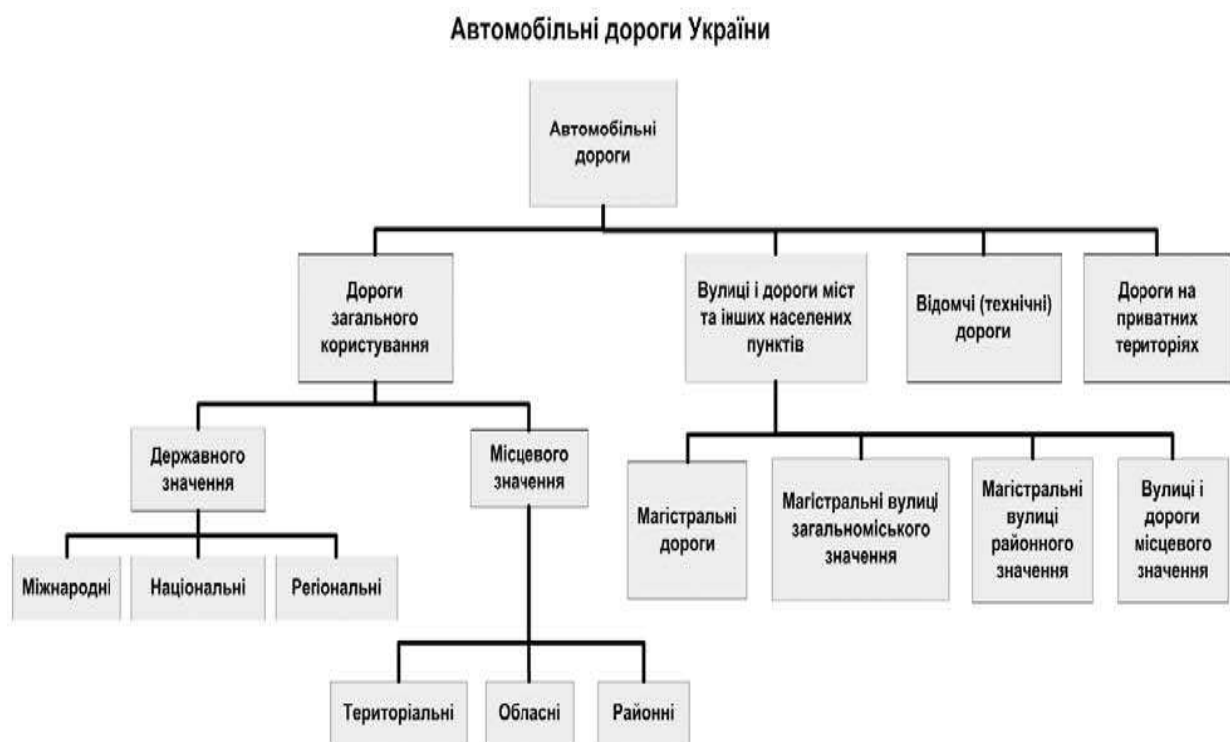 Автомобільні дороги України
Автомобільні
дороги
Дороги
загального
користування
Вулиці і дороги міст
та інших населених
пунктів
Відомчі (технічні)
дороги
Дороги на
приватних
територіях
Державного
значення
Місцевого
значення
Магістральні
дороги
Магістральні вулиці
загальноміського
значення
Магістральні
вулиці
районного
значення
Вулиці і
дороги
місцевого
значення
Міжнародні
Національні
Регіональні
Територіальні
Обласні
Районні